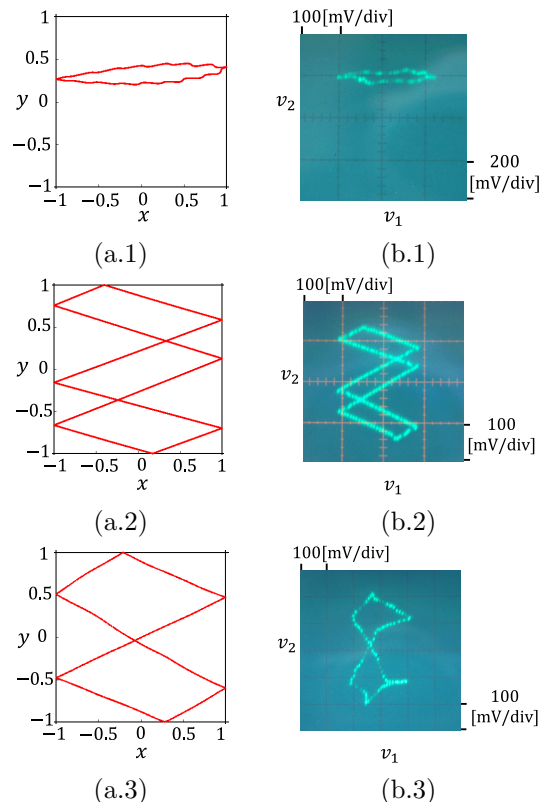 1
0.5
y 0
−0.5
−1
−1 −0.5 0 0.5 1
x
(a.1)
100[mV/div]
v₂
200
[mV/div]
v₁
(b.1)
1
0.5
y 0
−0.5
−1
−1 −0.5 0 0.5 1
x
(a.2)
100[mV/div]
v₂
100
[mV/div]
v₁
(b.2)
1
0.5
y 0
−0.5
−1
−1 −0.5 0 0.5 1
x
(a.3)
100[mV/div]
v₂
100
[mV/div]
v₁
(b.3)